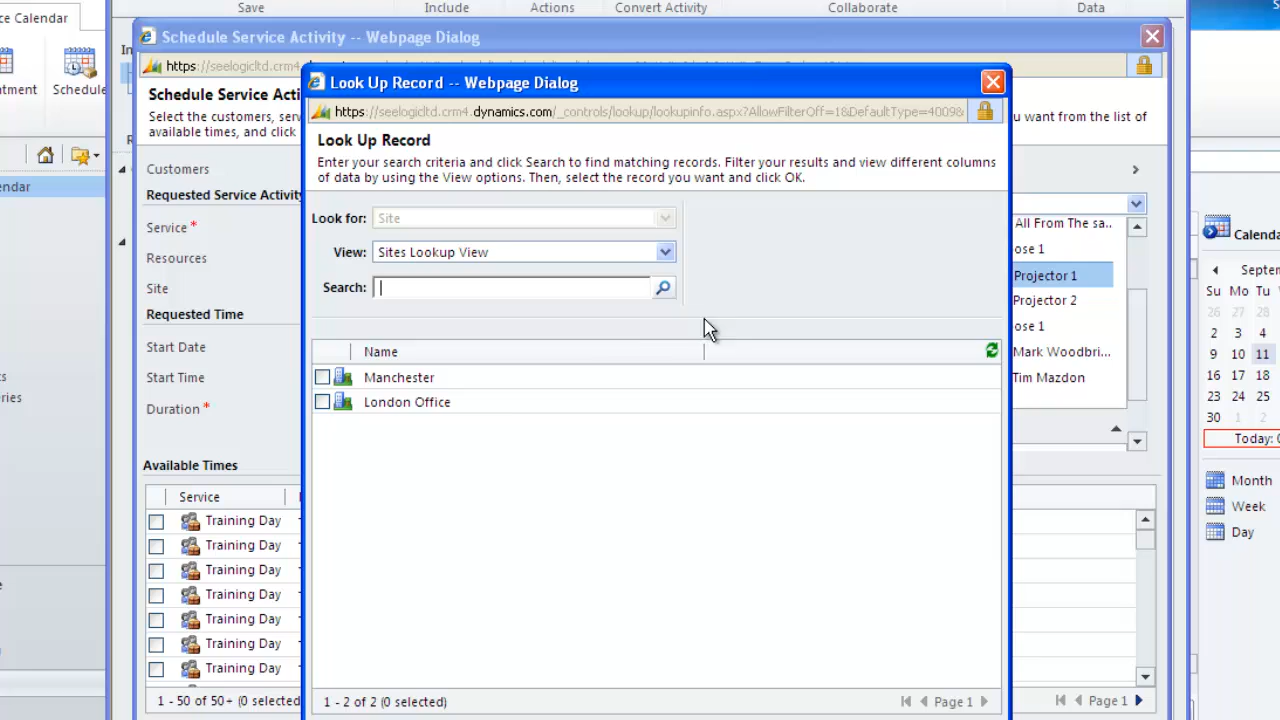 Save
Include
Actions
Convert Activity
Collaborate
Data
ce Calendar
tment
Schedule
ndar
Schedule Service Activity -- Webpage Dialog
https://seelogicltd.crm4.
Schedule Service Acti
Select the customers, serv
available times, and click
u want from the list of
Customers
Requested Service Activity
Service *
Resources
Site
Requested Time
Start Date
Start Time
Duration *
Available Times
Service
Training Day
Training Day
Training Day
Training Day
Training Day
Training Day
Training Day
1 - 50 of 50+ (0 selected
Page 1
Look Up Record -- Webpage Dialog
https://seelogicltd.crm4.dynamics.com/_controls/lookup/lookupinfo.aspx?AllowFilterOff=1&DefaultType=4009&
Look Up Record
Enter your search criteria and click Search to find matching records. Filter your results and view different columns
of data by using the View options. Then, select the record you want and click OK.
Look for: Site
View: Sites Lookup View
Search:
Name
Manchester
London Office
1 - 2 of 2 (0 selected)
Page 1
All From The sa..
ose 1
Projector 1
Projector 2
ose 1
Mark Woodbri...
Tim Mazdon
Calenda
Septem
Su Mo Tu
26 27 28
2 3 4
9 10 11
16 17 18
23 24 25
30 1 2
Today: 
Month
Week
Day